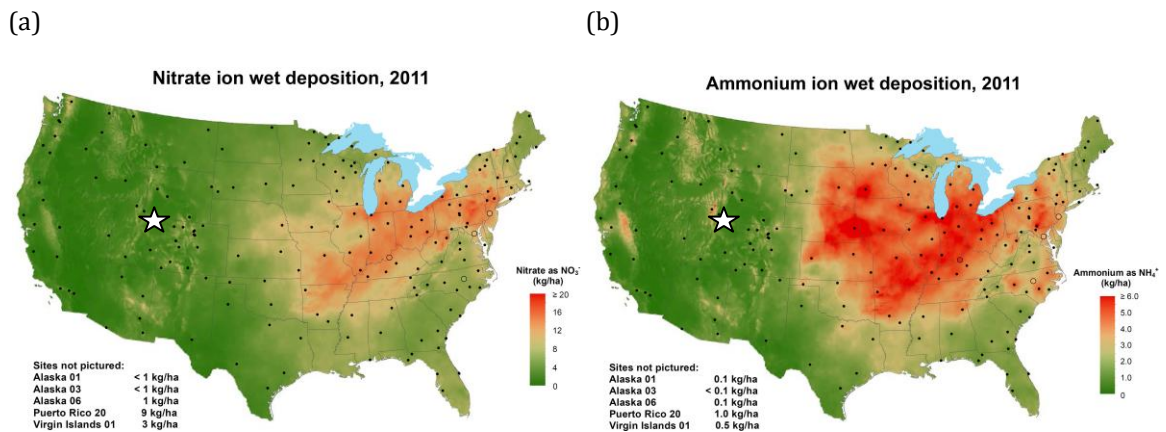 (a)
(b)
Nitrate ion wet deposition, 2011
Nitrate as NO₃⁻
(kg/ha)
≥ 20
16
12
8
4
0
Sites not pictured:
Alaska 01 < 1 kg/ha
Alaska 03 < 1 kg/ha
Alaska 06 1 kg/ha
Puerto Rico 20 9 kg/ha
Virgin Islands 01 3 kg/ha
Ammonium ion wet deposition, 2011
Ammonium as NH₄⁺
(kg/ha)
≥ 6.0
5.0
4.0
3.0
2.0
1.0
0
Sites not pictured:
Alaska 01 0.1 kg/ha
Alaska 03 < 0.1 kg/ha
Alaska 06 0.1 kg/ha
Puerto Rico 20 1.0 kg/ha
Virgin Islands 01 0.5 kg/ha